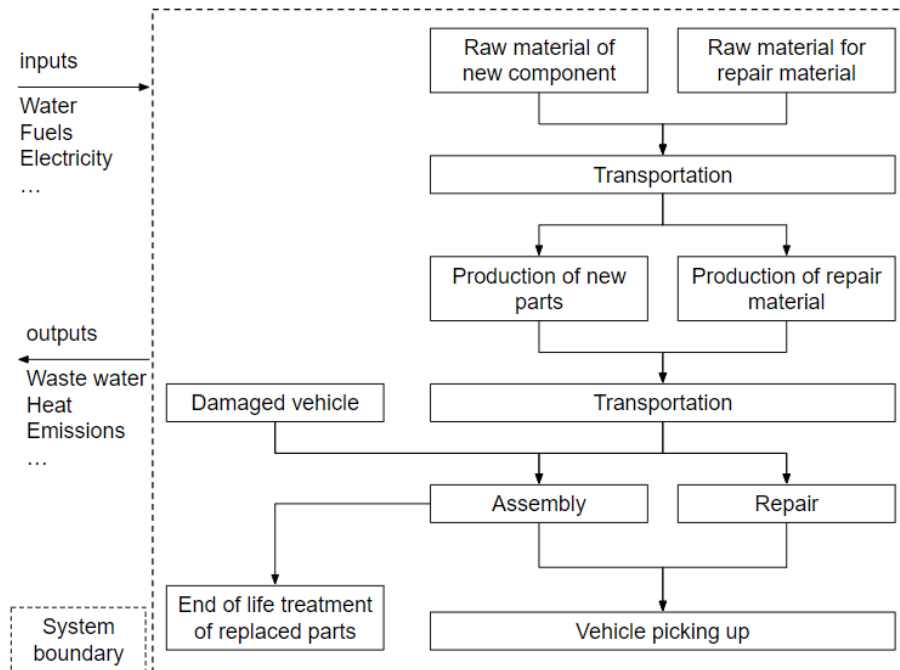 inputs
Water
Fuels
Electricity
…
outputs
Waste water
Heat
Emissions
…
System
boundary
Raw material of
new component
Raw material for
repair material
Transportation
Production of new
parts
Production of repair
material
Damaged vehicle
Transportation
Assembly
Repair
End of life treatment
of replaced parts
Vehicle picking up